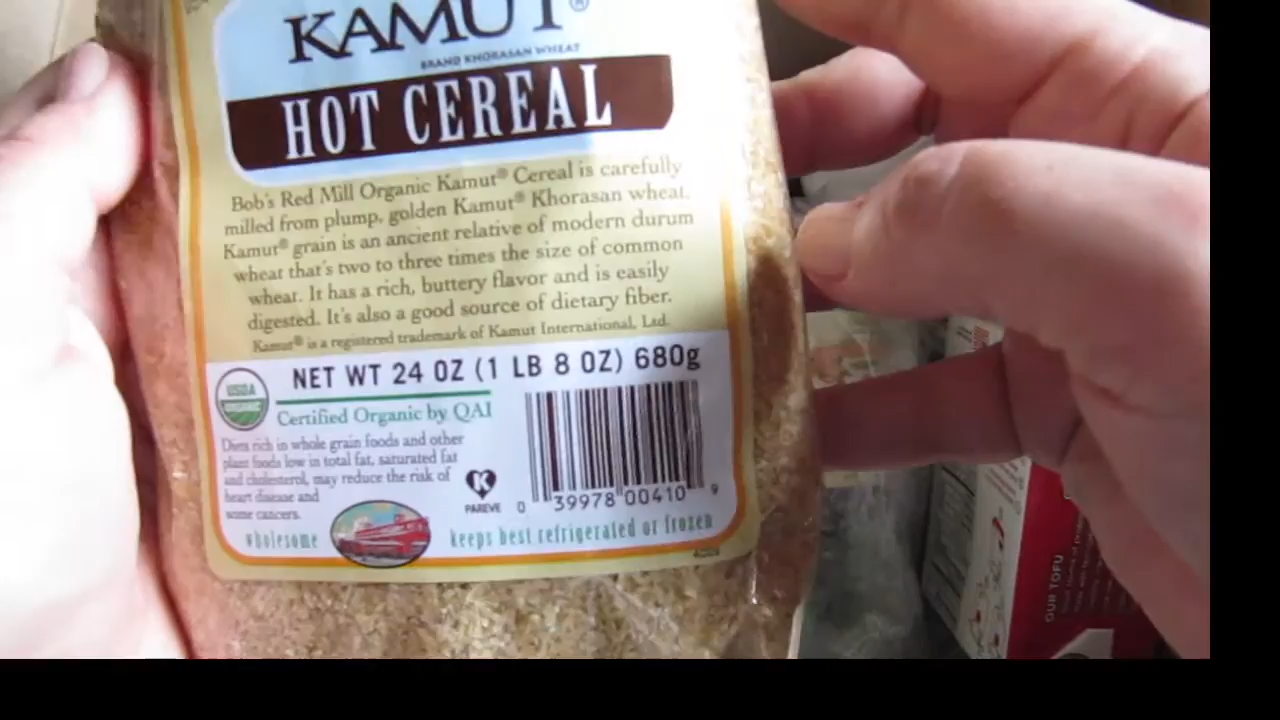 KAMUT®
BRAND KHORASAN WHEAT
HOT CEREAL
Bob's Red Mill Organic Kamut® Cereal is carefully
milled from plump, golden Kamut® Khorasan wheat.
Kamut® grain is an ancient relative of modern durum
wheat that's two to three times the size of common
wheat. It has a rich, buttery flavor and is easily
digested. It's also a good source of dietary fiber.
Kamut® is a registered trademark of Kamut International, Ltd.
NET WT 24 OZ (1 LB 8 OZ) 680g
USDA
ORGANIC
Certified Organic by QAI
Diets rich in whole grain foods and other
plant foods low in total fat, saturated fat
and cholesterol, may reduce the risk of
heart disease and
some cancers.
K
PAREVE
0 39978 00410 9
wholesome
keeps best refrigerated or frozen
OUR TOFU